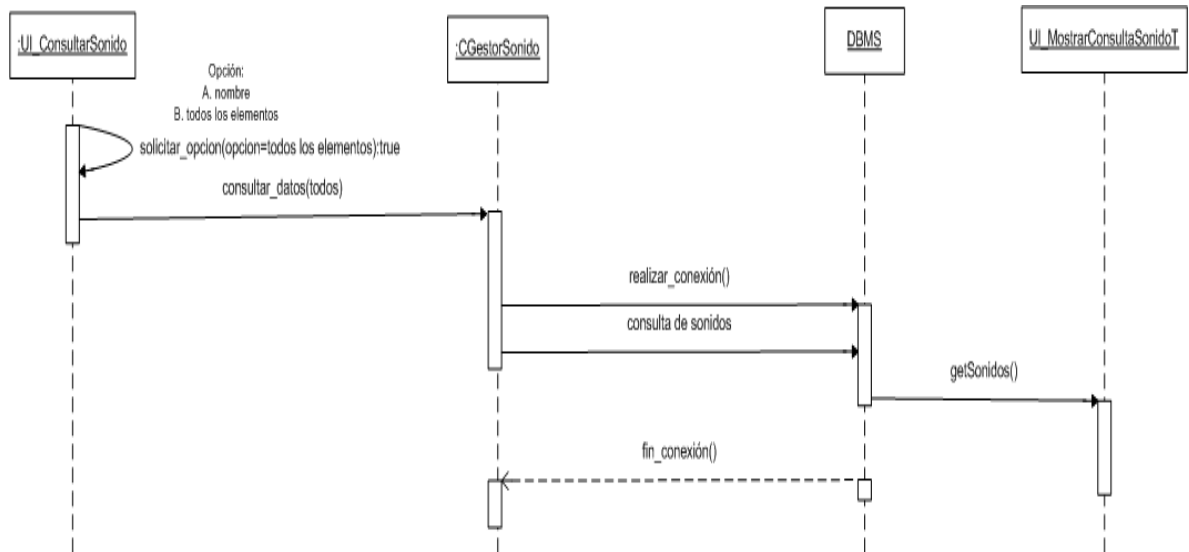 :UI_ConsultarSonido
:CGestorSonido
DBMS
UI_MostrarConsultaSonidoT
Opción:
A. nombre
B. todos los elementos
solicitar_opcion(opcion=todos los elementos):true
consultar_datos(todos)
realizar_conexión()
consulta de sonidos
getSonidos()
fin_conexión()